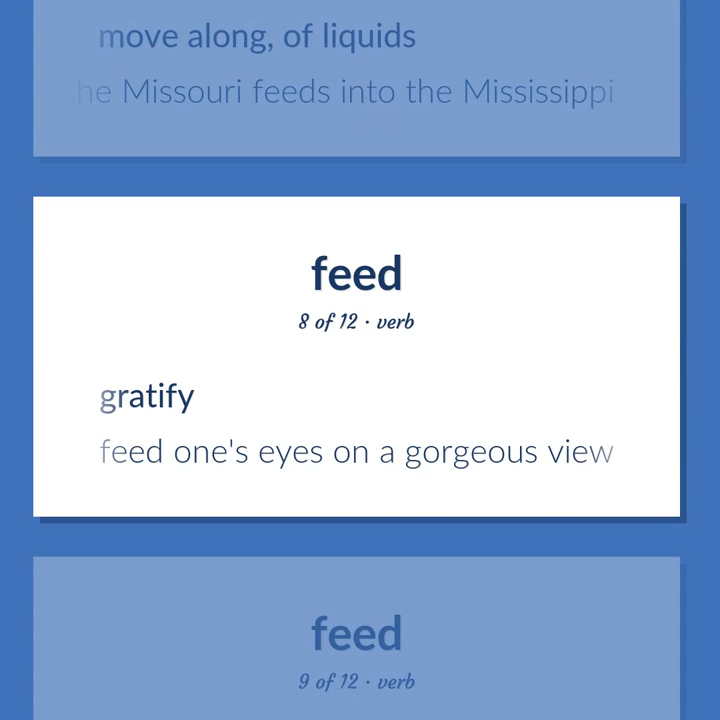 move along, of liquids
the Missouri feeds into the Mississippi
feed
8 of 12 · verb
gratify
feed one's eyes on a gorgeous view
feed
9 of 12 · verb